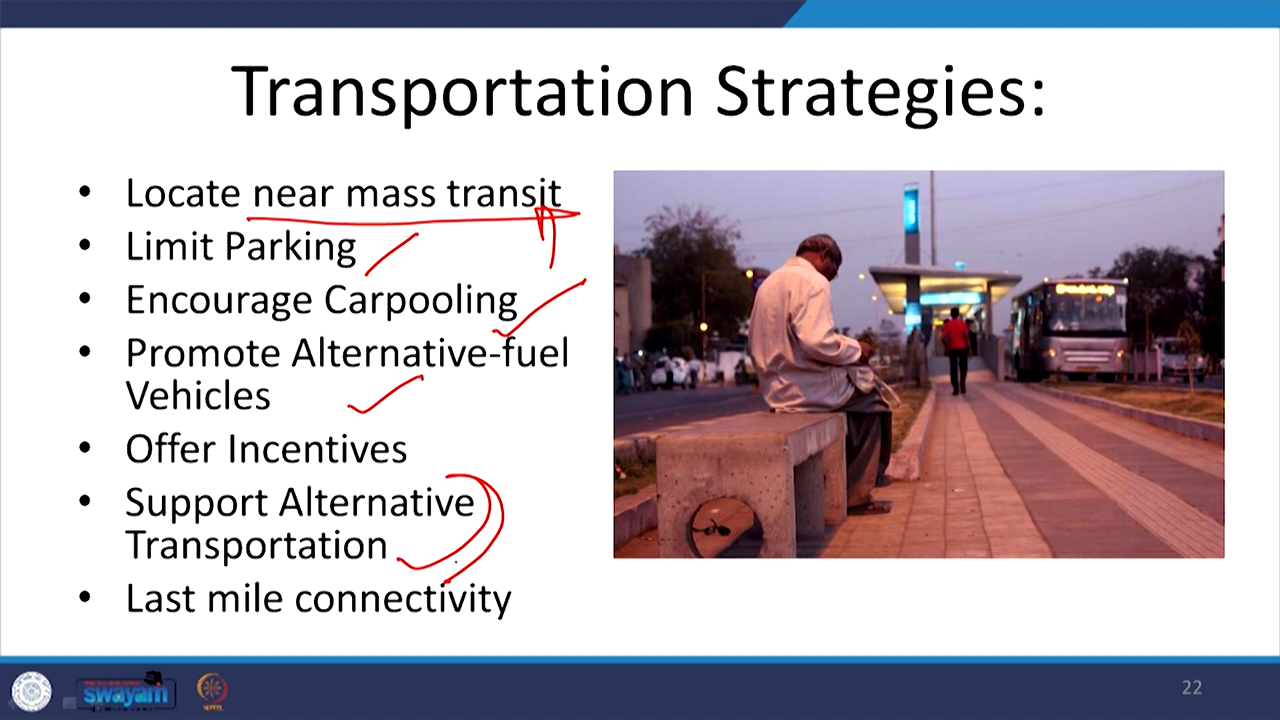 Transportation Strategies:
• Locate near mass transit
• Limit Parking
• Encourage Carpooling
• Promote Alternative-fuel
Vehicles
• Offer Incentives
• Support Alternative
Transportation
• Last mile connectivity
swayam
22